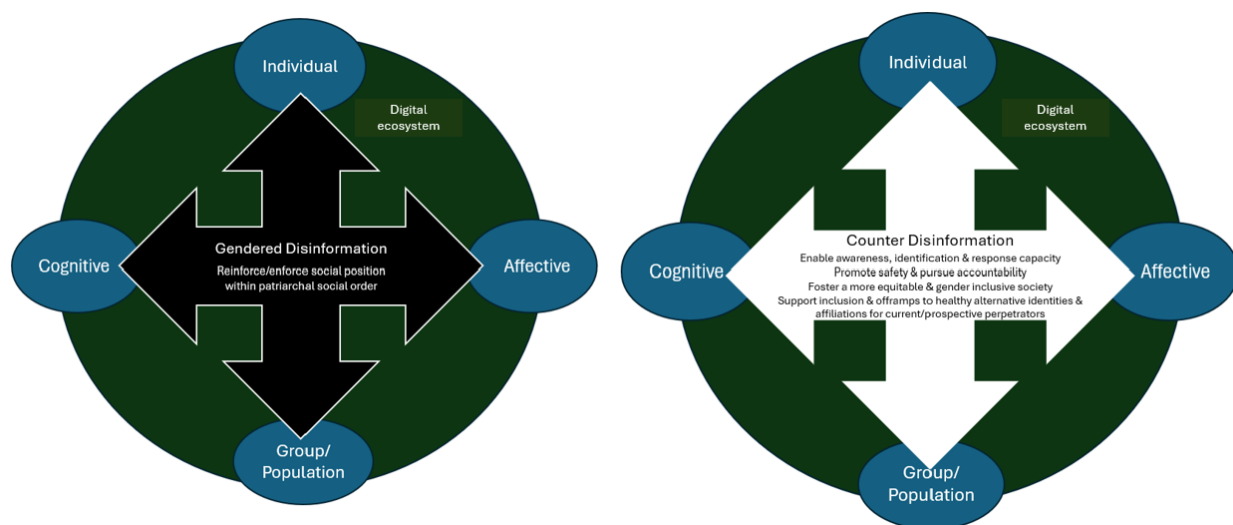 Individual
Digital
ecosystem
Cognitive
Gendered Disinformation
Reinforce/enforce social position
within patriarchal social order
Affective
Group/
Population
Individual
Digital
ecosystem
Cognitive
Counter Disinformation
Enable awareness, identification & response capacity
Promote safety & pursue accountability
Foster a more equitable & gender inclusive society
Support inclusion & offramps to healthy alternative identities &
affiliations for current/prospective perpetrators
Affective
Group/
Population